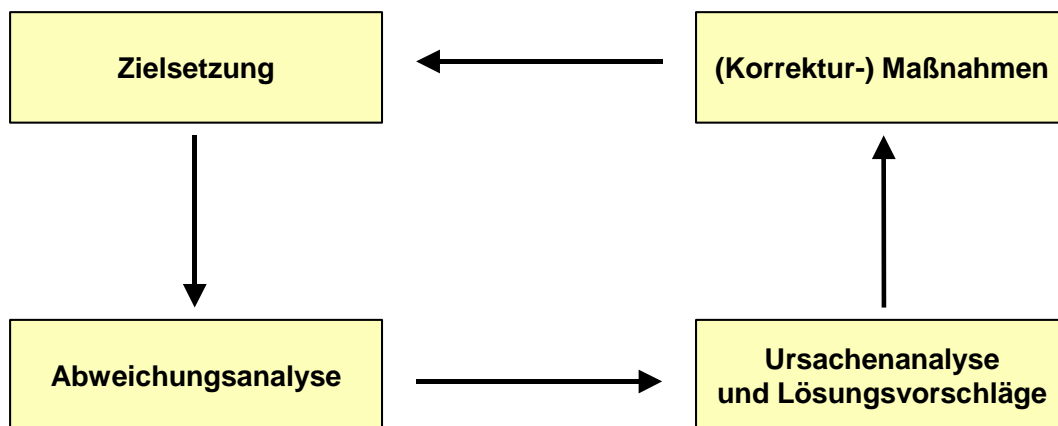 Zielsetzung
(Korrektur-) Maßnahmen
Abweichungsanalyse
Ursachenanalyse
und Lösungsvorschläge